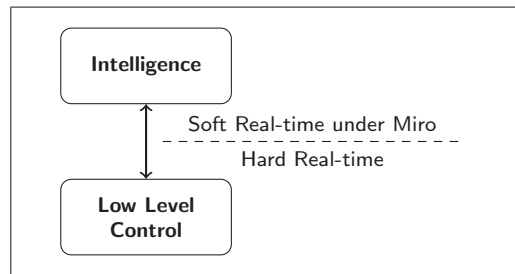 Intelligence
Soft Real-time under Miro
Hard Real-time
Low Level
Control